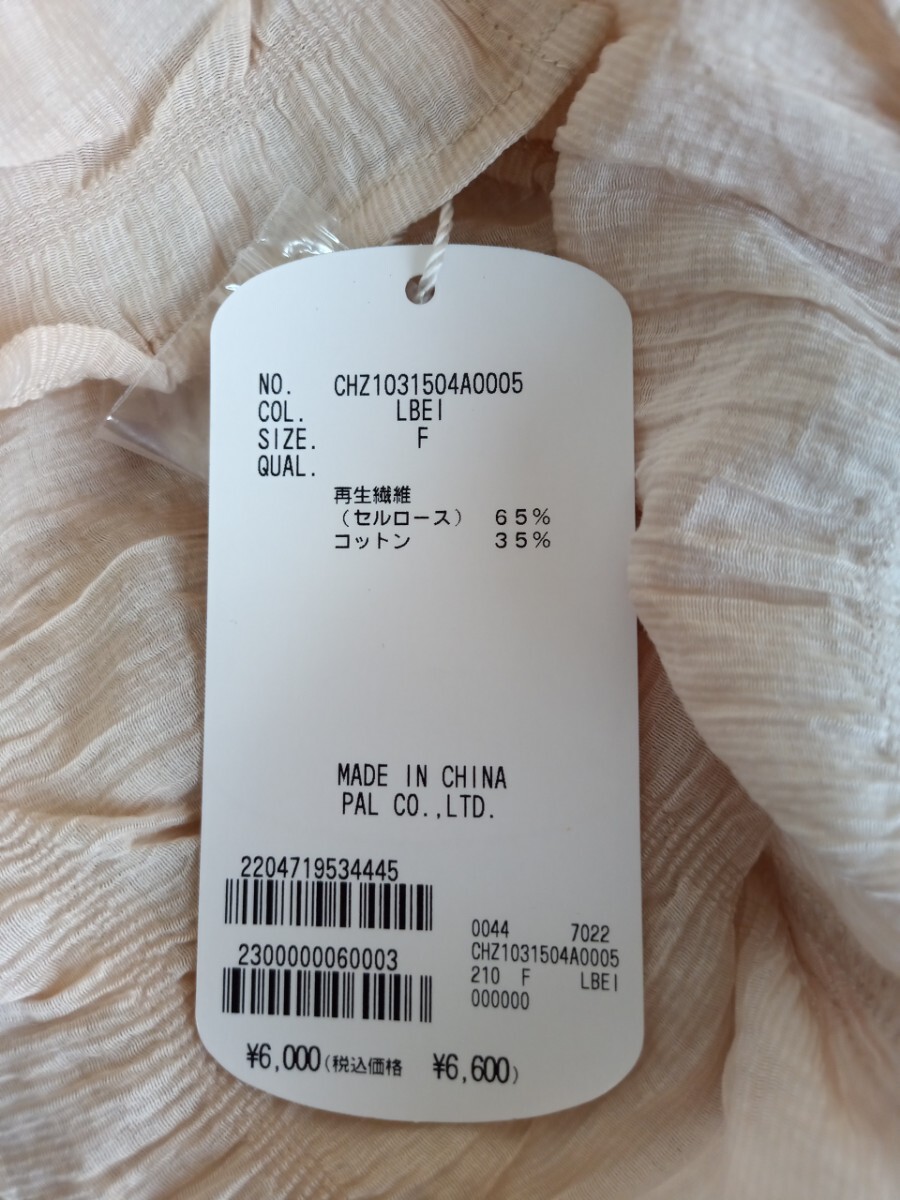 NO. CHZ1031504A0005
COL. LBEI
SIZE. F
QUAL.
再生繊維
(セルロース) 65%
コットン 35%
MADE IN CHINA
PAL CO.,LTD.
2204719534445
2300000060003
0044 7022
CHZ1031504A0005
210 F LBEI
000000
¥6,000(税込価格 ¥6,600)